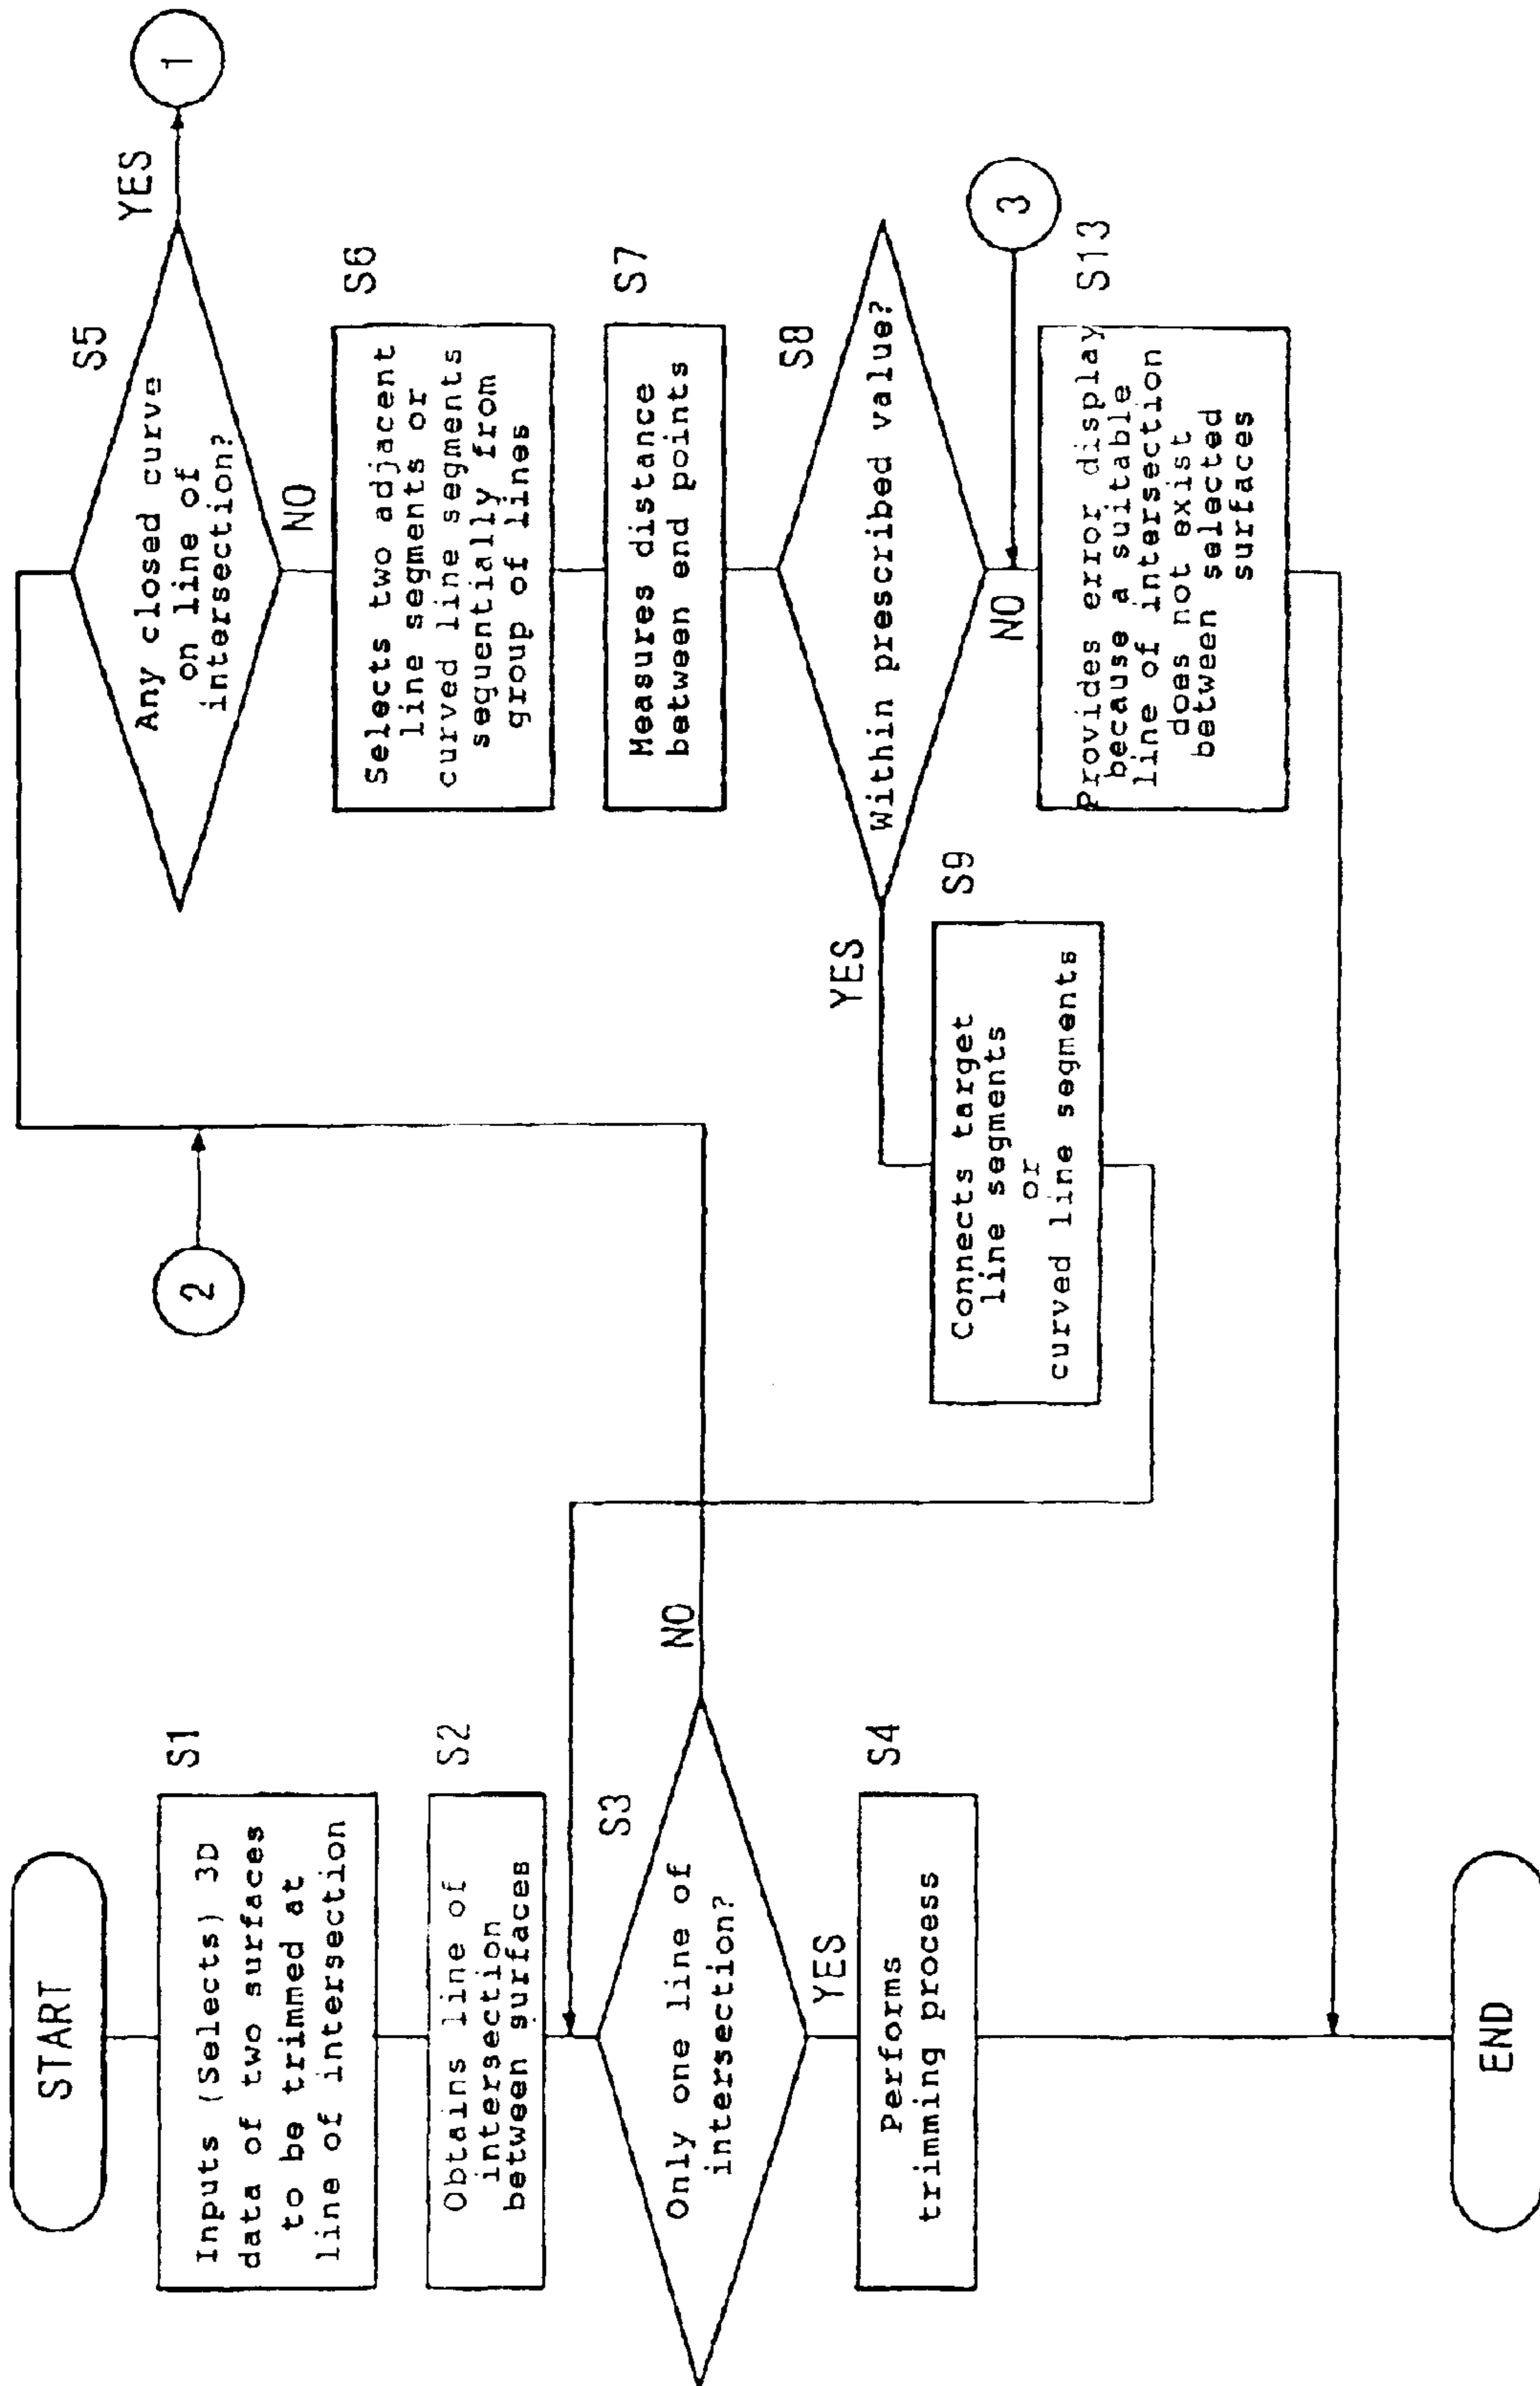 START
S1
Inputs (Selects) 3D
data of two surfaces
to be trimmed at
line of intersection
S2
Obtains line of
intersection
between surfaces
S3
Only one line of
intersection?
NO
YES
S4
Performs
trimming process
END
2
S5
Any closed curve
on line of
intersection?
YES
1
NO
S6
Selects two adjacent
line segments or
curved line segments
sequentially from
group of lines
S7
Measures distance
between end points
S8
Within prescribed value?
YES
NO
S9
Connects target
line segments
or
curved line segments
3
S13
Provides error display
because a suitable
line of intersection
does not exist
between selected
surfaces